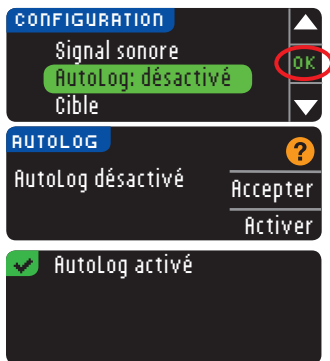 CONFIGURATION
Signal sonore
AutoLog: désactivé
OK
Cible
AUTOLOG
?
AutoLog désactivé
Accepter
Activer
AutoLog activé